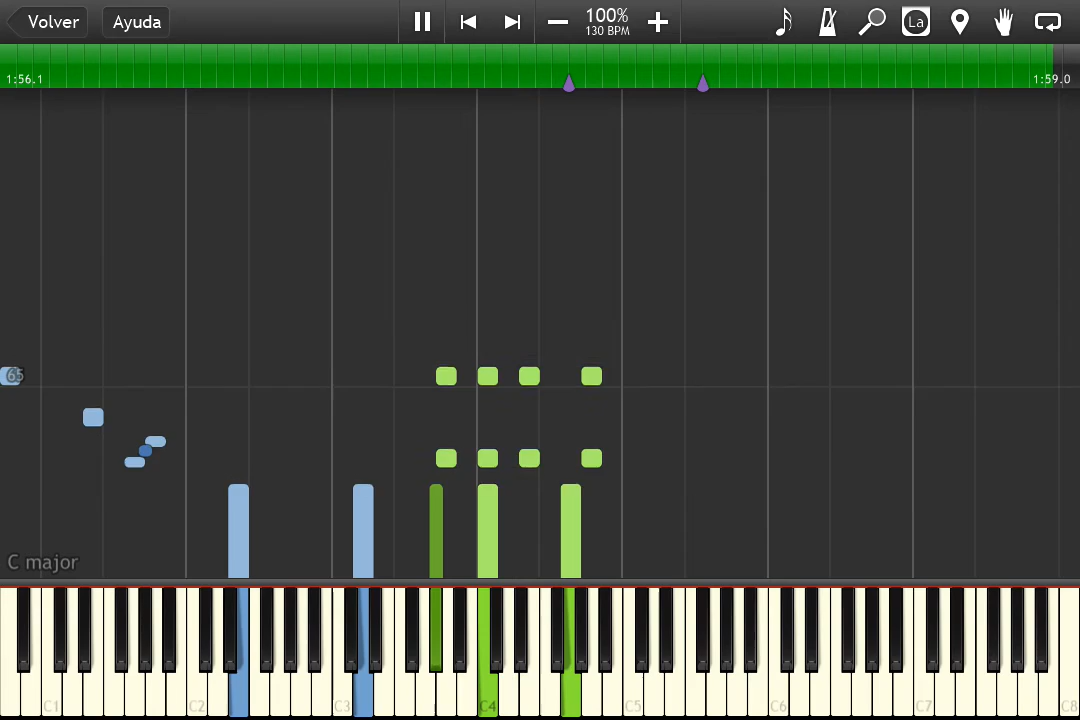 Volver
Ayuda
100%
130 BPM
La
1:56.1
1:59.0
65
C major
C1
C2
C3
C4
C5
C6
C7
C8